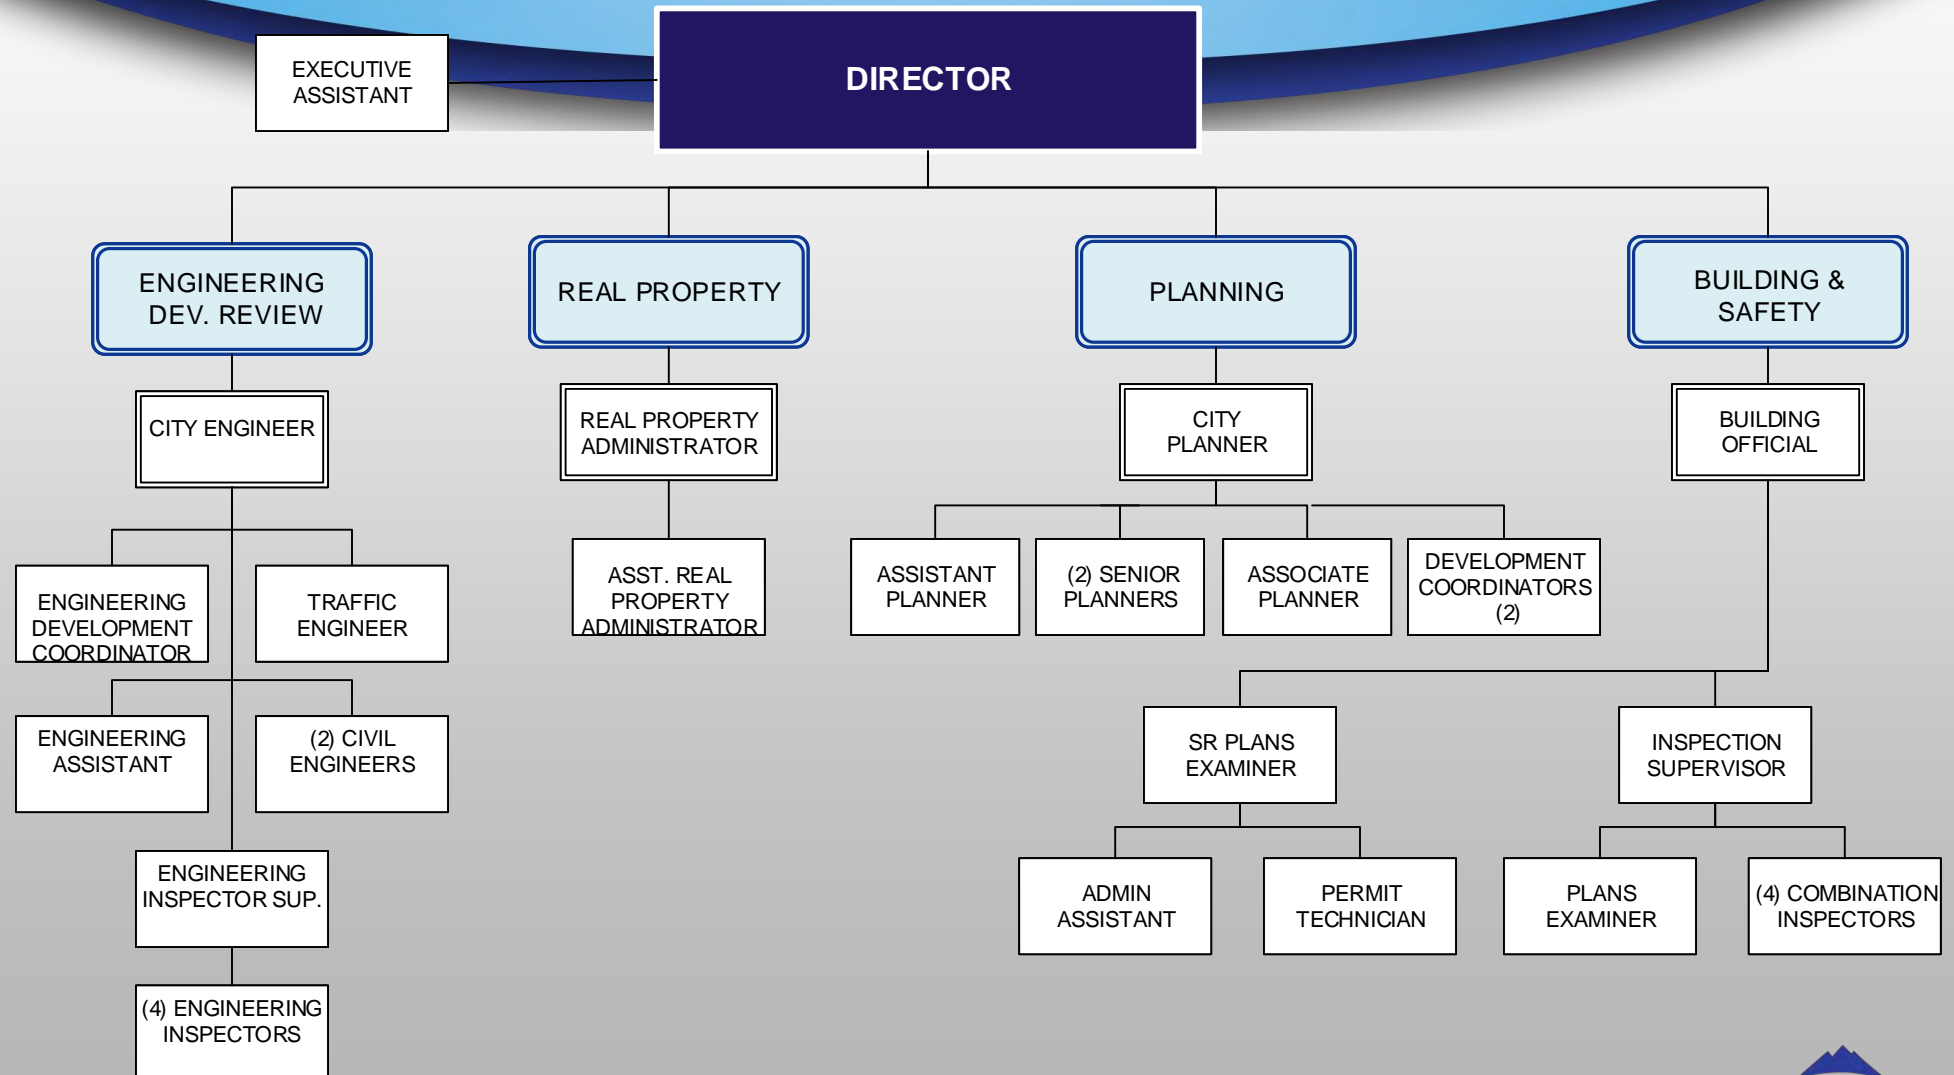 EXECUTIVE
ASSISTANT
DIRECTOR
ENGINEERING
DEV. REVIEW
REAL PROPERTY
PLANNING
BUILDING &
SAFETY
CITY ENGINEER
REAL PROPERTY
ADMINISTRATOR
CITY
PLANNER
BUILDING
OFFICIAL
ENGINEERING
DEVELOPMENT
COORDINATOR
TRAFFIC
ENGINEER
ASST. REAL
PROPERTY
ADMINISTRATOR
ASSISTANT
PLANNER
(2) SENIOR
PLANNERS
ASSOCIATE
PLANNER
DEVELOPMENT
COORDINATORS
(2)
ENGINEERING
ASSISTANT
(2) CIVIL
ENGINEERS
SR PLANS
EXAMINER
INSPECTION
SUPERVISOR
ENGINEERING
INSPECTOR SUP.
ADMIN
ASSISTANT
PERMIT
TECHNICIAN
PLANS
EXAMINER
(4) COMBINATION
INSPECTORS
(4) ENGINEERING
INSPECTORS